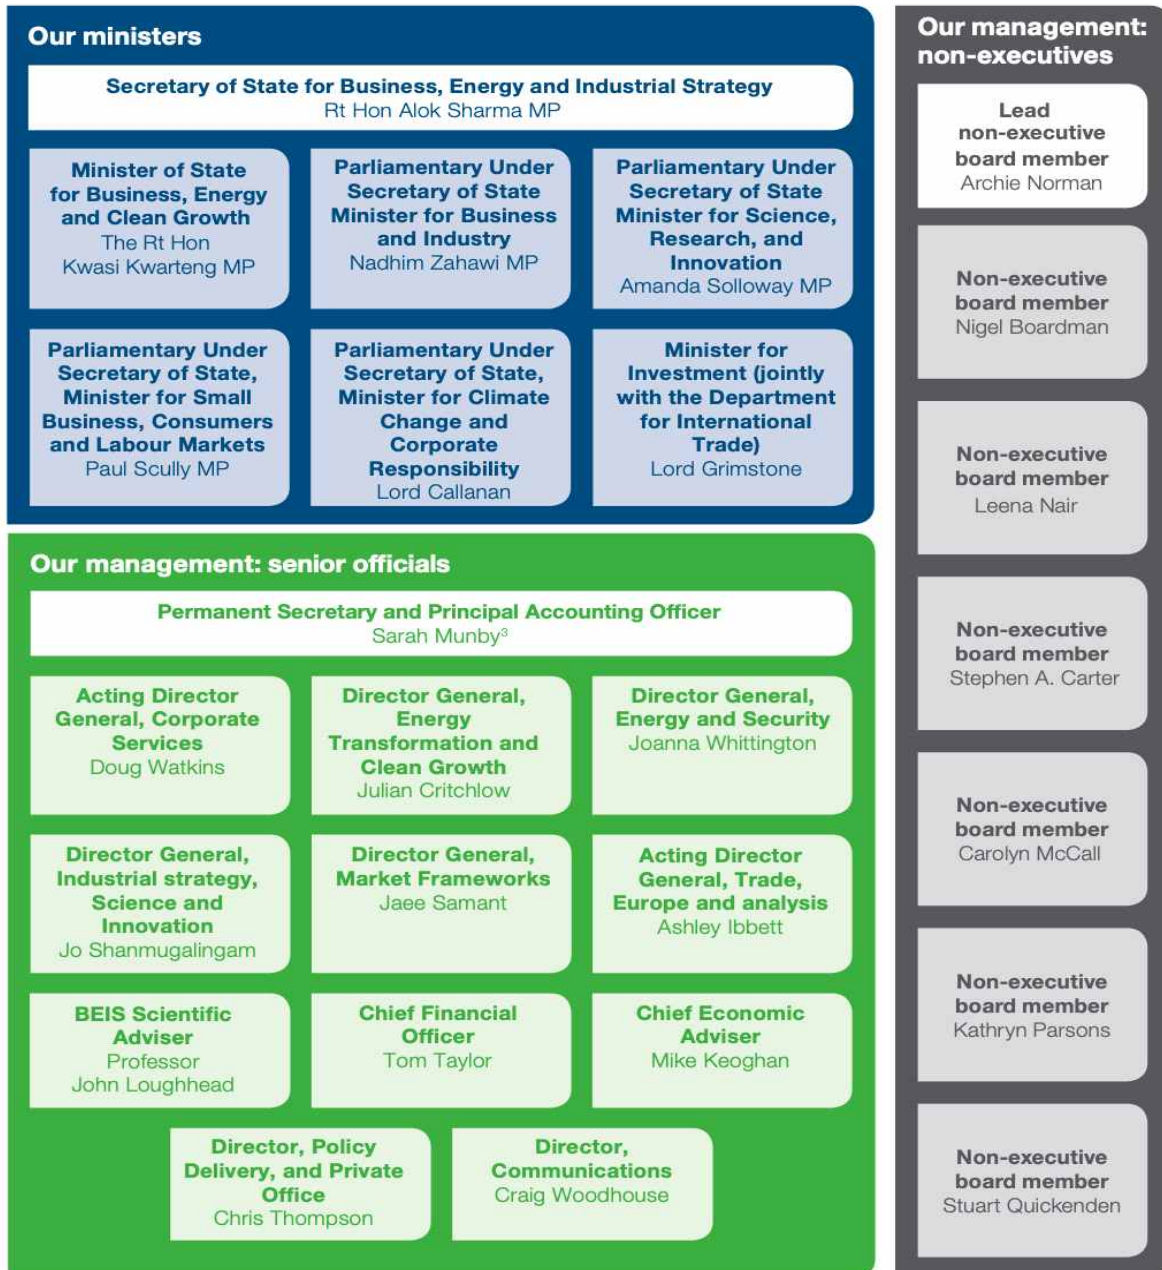 Our ministers
Secretary of State for Business, Energy and Industrial Strategy
Rt Hon Alok Sharma MP
Minister of State
for Business, Energy
and Clean Growth
The Rt Hon
Kwasi Kwarteng MP
Parliamentary Under
Secretary of State
Minister for Business
and Industry
Nadhim Zahawi MP
Parliamentary Under
Secretary of State
Minister for Science,
Research, and
Innovation
Amanda Solloway MP
Parliamentary Under
Secretary of State,
Minister for Small
Business, Consumers
and Labour Markets
Paul Scully MP
Parliamentary Under
Secretary of State,
Minister for Climate
Change and
Corporate
Responsibility
Lord Callanan
Minister for
Investment (jointly
with the Department
for International
Trade)
Lord Grimstone
Our management: senior officials
Permanent Secretary and Principal Accounting Officer
Sarah Munby³
Acting Director
General, Corporate
Services
Doug Watkins
Director General,
Energy
Transformation and
Clean Growth
Julian Critchlow
Director General,
Energy and Security
Joanna Whittington
Director General,
Industrial strategy,
Science and
Innovation
Jo Shanmugalingam
Director General,
Market Frameworks
Jaee Samant
Acting Director
General, Trade,
Europe and analysis
Ashley Ibbett
BEIS Scientific
Adviser
Professor
John Loughhead
Chief Financial
Officer
Tom Taylor
Chief Economic
Adviser
Mike Keoghan
Director, Policy
Delivery, and Private
Office
Chris Thompson
Director,
Communications
Craig Woodhouse
Our management:
non-executives
Lead
non-executive
board member
Archie Norman
Non-executive
board member
Nigel Boardman
Non-executive
board member
Leena Nair
Non-executive
board member
Stephen A. Carter
Non-executive
board member
Carolyn McCall
Non-executive
board member
Kathryn Parsons
Non-executive
board member
Stuart Quickenden